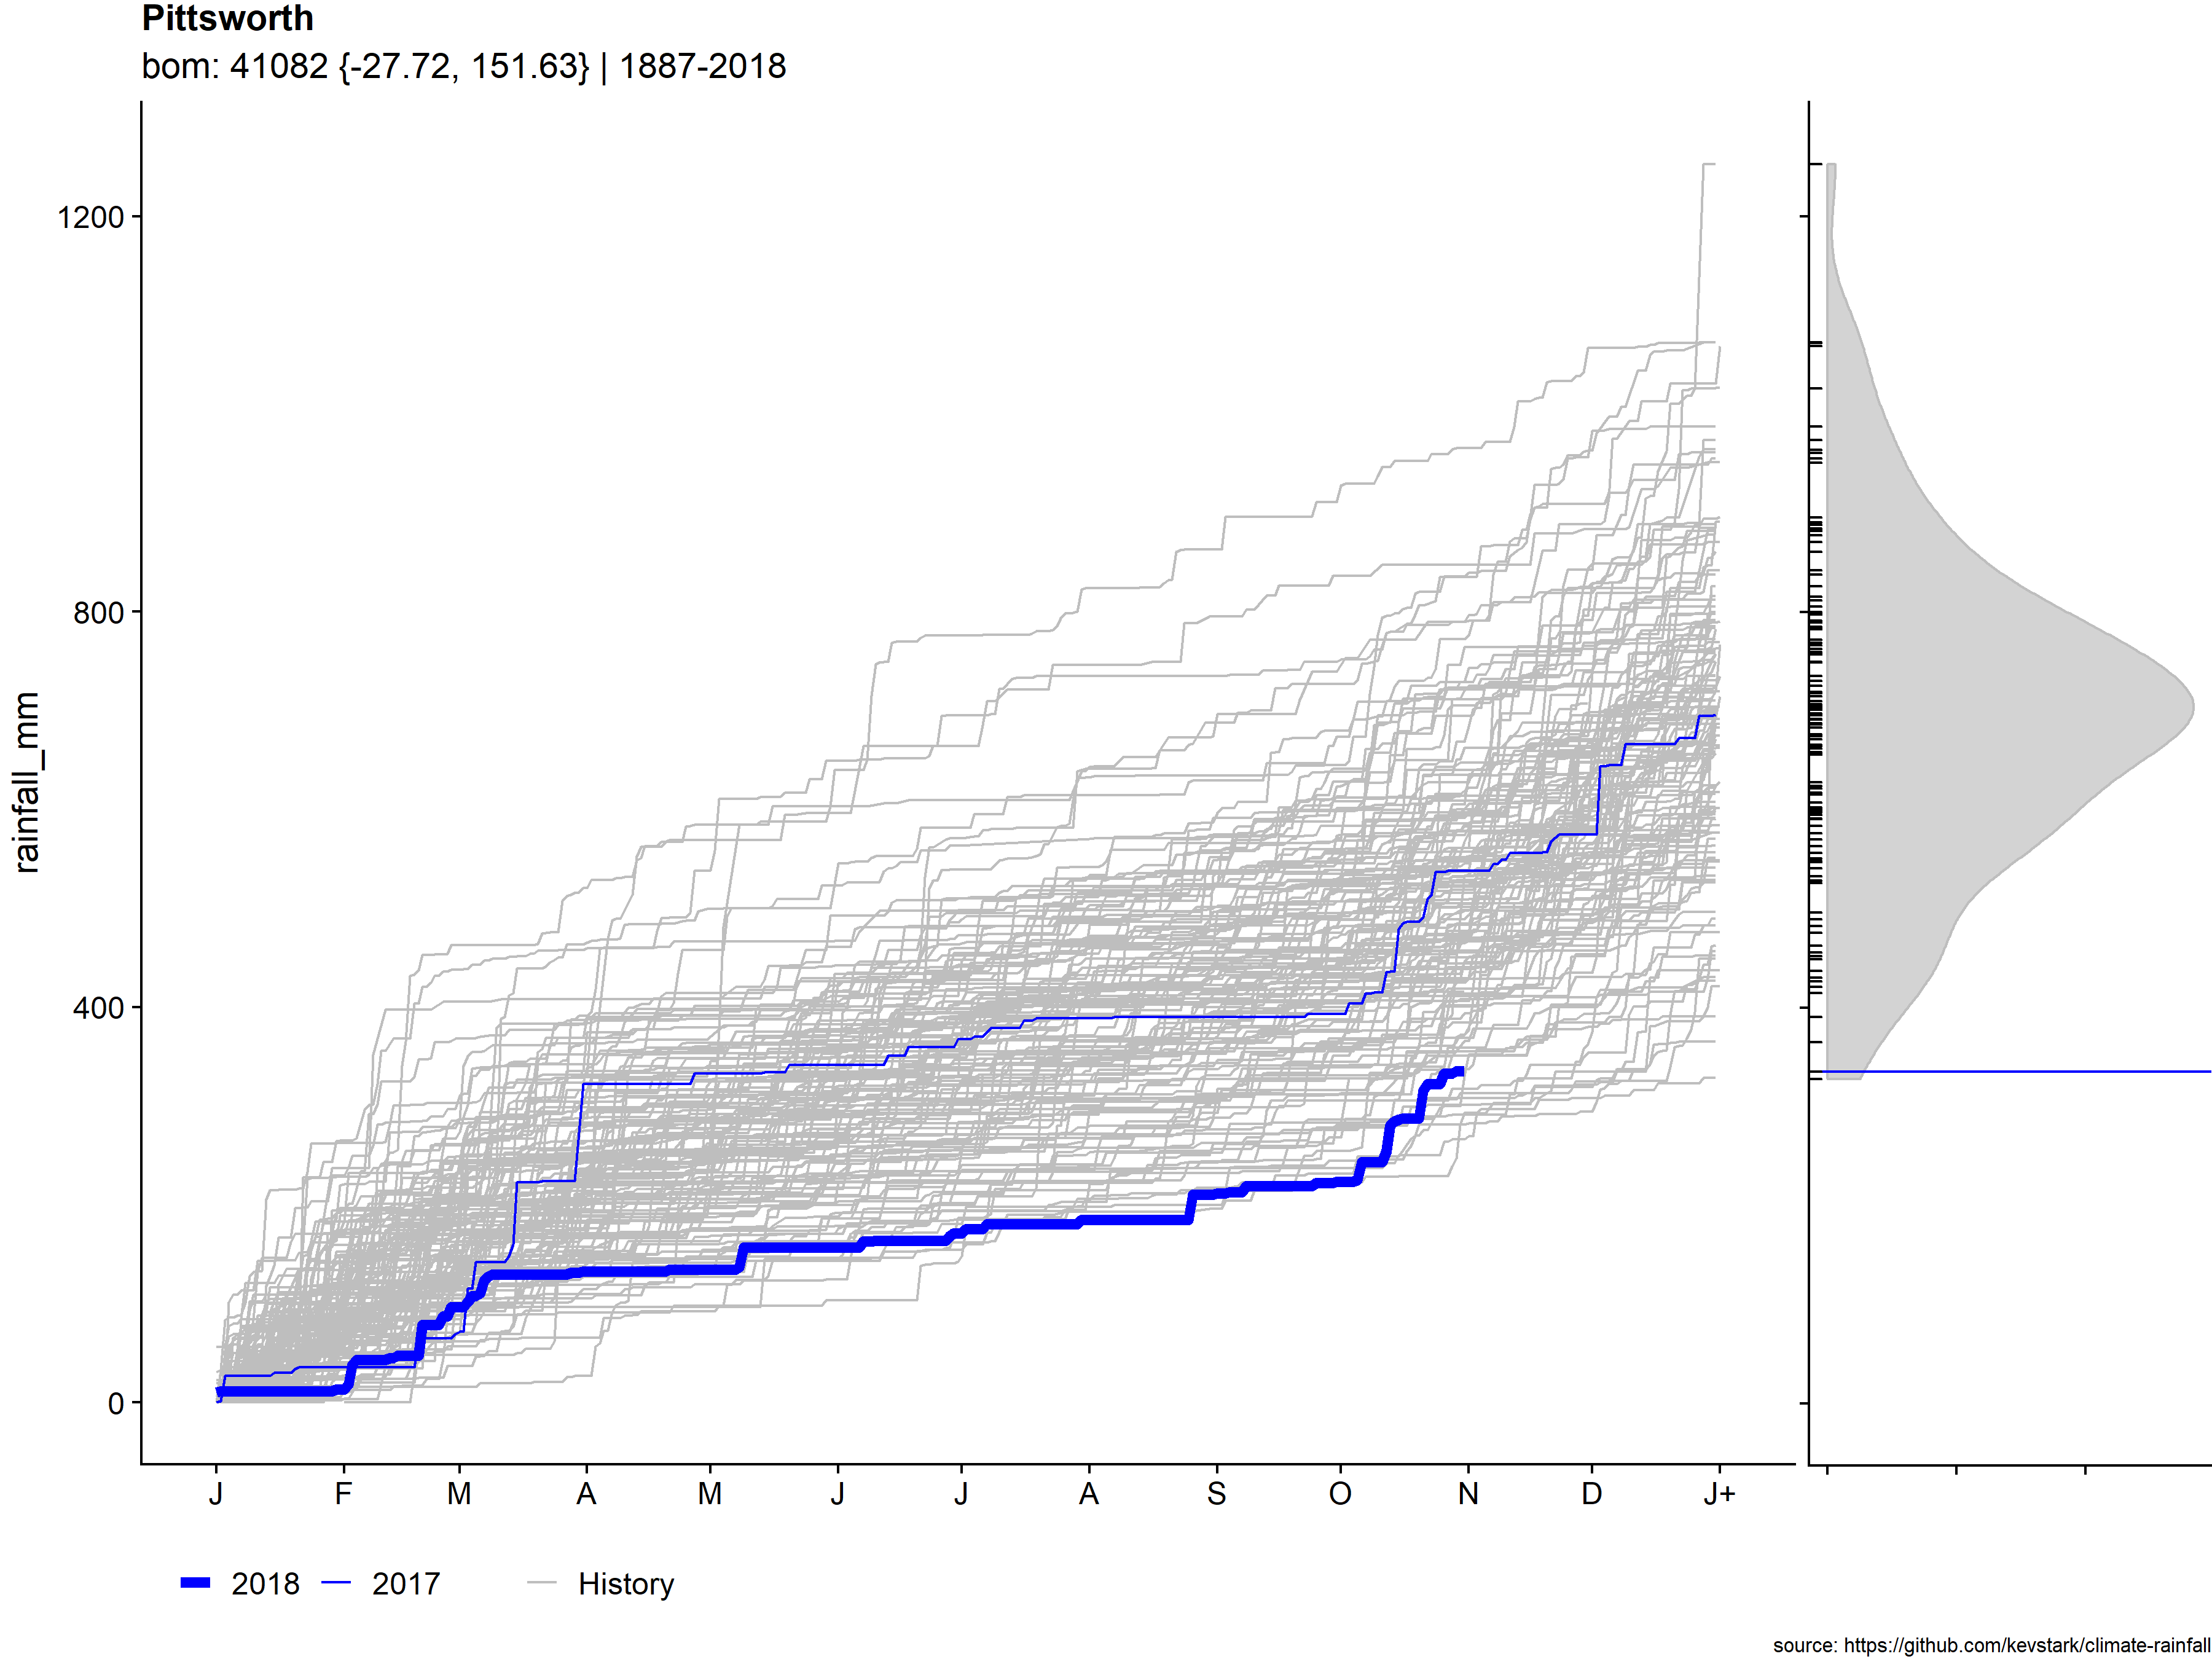 Pittsworth
bom: 41082 {-27.72, 151.63} | 1887-2018
1200
800
400
0
rainfall_mm
J F M A M J J A S O N D J+
2018 2017 History
source: https://github.com/kevstark/climate-rainfall